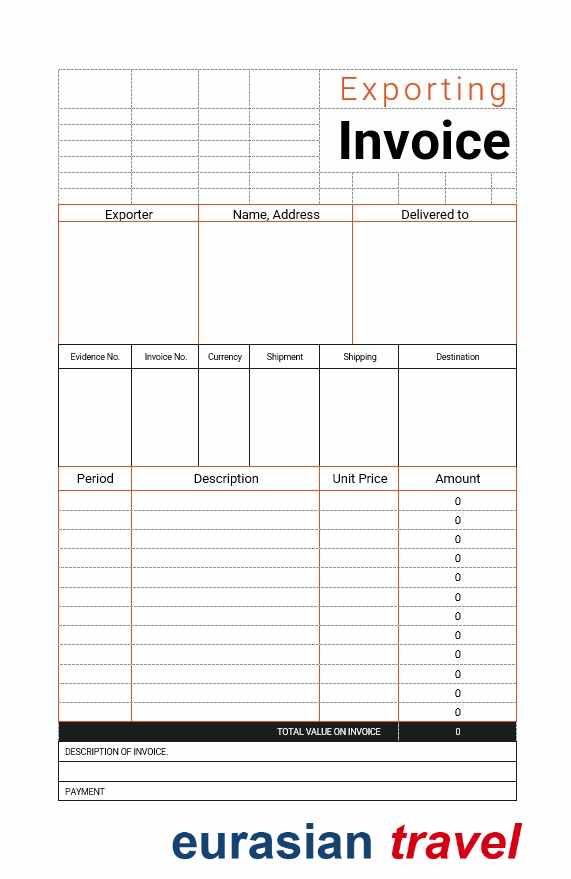 Exporting
Invoice
Exporter Name, Address Delivered to
Evidence No. Invoice No. Currency Shipment Shipping Destination
Period Description Unit Price Amount
0
0
0
0
0
0
0
0
0
0
0
0
TOTAL VALUE ON INVOICE 0
DESCRIPTION OF INVOICE.
PAYMENT
eurasian travel